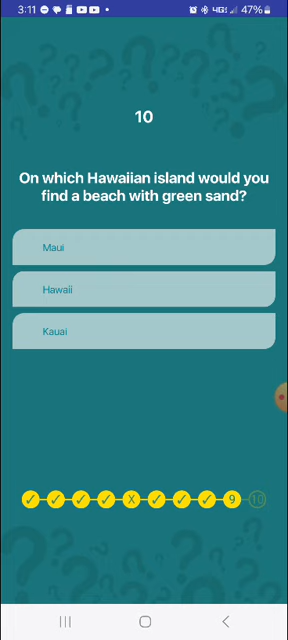 3:11
4G
47%
10
On which Hawaiian island would you
find a beach with green sand?
Maui
Hawaii
Kauai
X
9
10